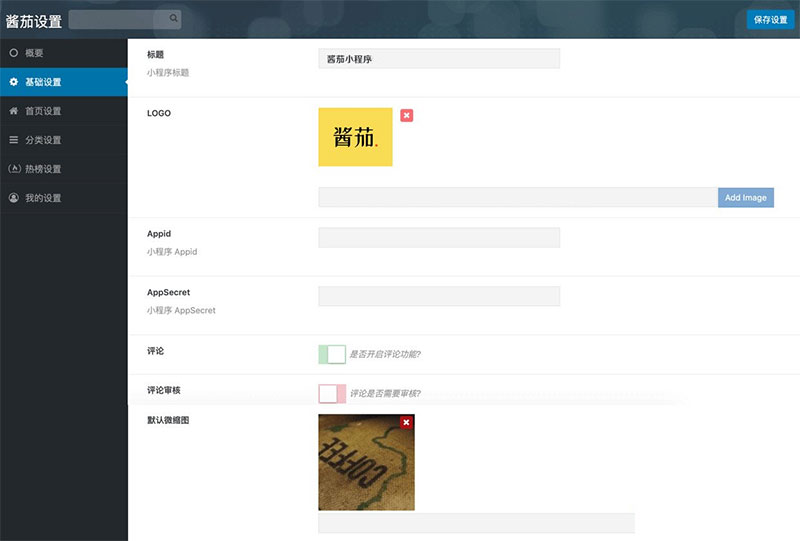 酱茄设置
保存设置
概要
基础设置
首页设置
分类设置
热榜设置
我的设置
标题
小程序标题
酱茄小程序
LOGO
酱茄
Add Image
Appid
小程序 Appid
AppSecret
小程序 AppSecret
评论
是否开启评论功能?
评论审核
评论是否需要审核?
默认微缩图
COFFEE